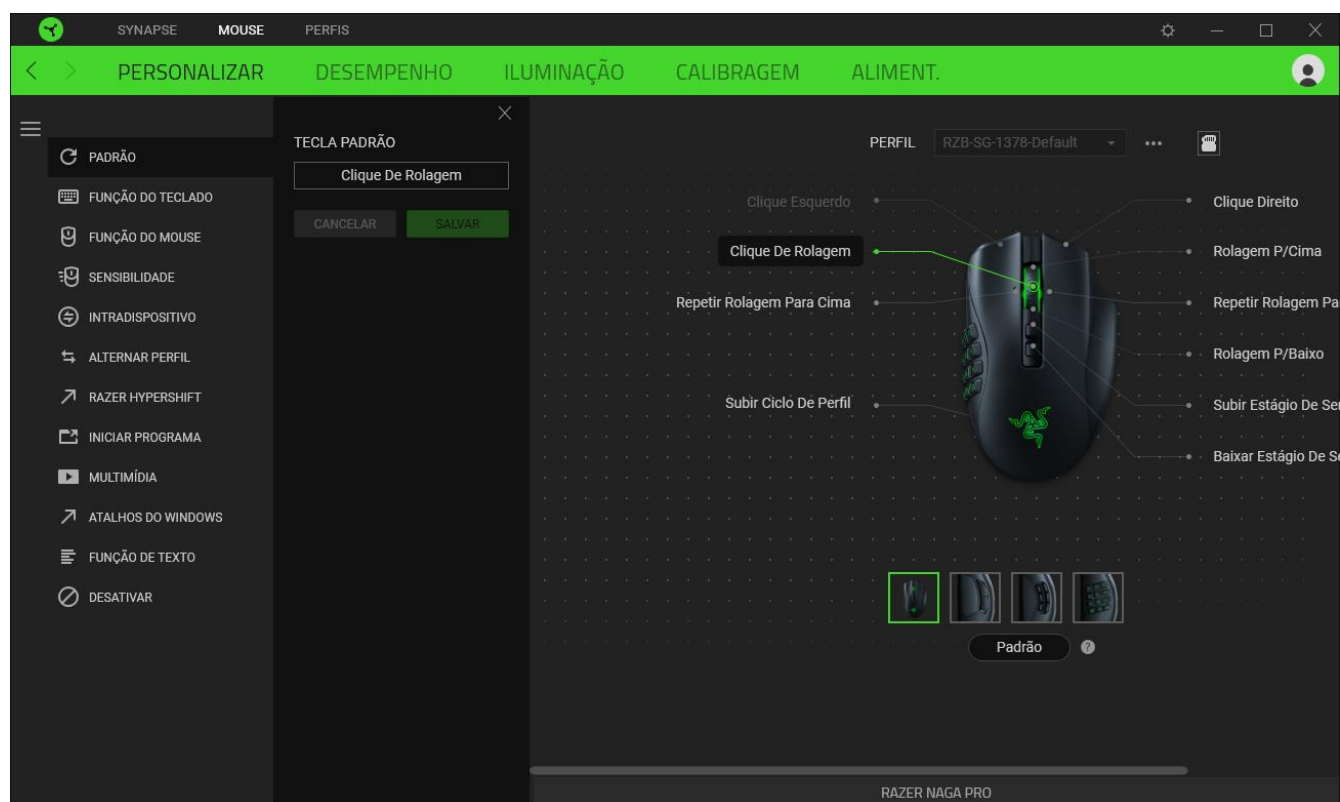 SYNAPSE MOUSE PERFIS
PERSONALIZAR DESEMPENHO ILUMINAÇÃO CALIBRAGEM ALIMENT.
PADRÃO
FUNÇÃO DO TECLADO
FUNÇÃO DO MOUSE
SENSIBILIDADE
INTRADISPOSITIVO
ALTERNAR PERFIL
RAZER HYPERSHIFT
INICIAR PROGRAMA
MULTIMÍDIA
ATALHOS DO WINDOWS
FUNÇÃO DE TEXTO
DESATIVAR
TECLA PADRÃO
Clique De Rolagem
CANCELAR SALVAR
PERFIL RZB-SG-1378-Default
Clique Esquerdo
Clique De Rolagem
Repetir Rolagem Para Cima
Subir Ciclo De Perfil
Clique Direito
Rolagem P/Cima
Repetir Rolagem Pa
Rolagem P/Baixo
Subir Estágio De Se
Baixar Estágio De S
Padrão ?
RAZER NAGA PRO